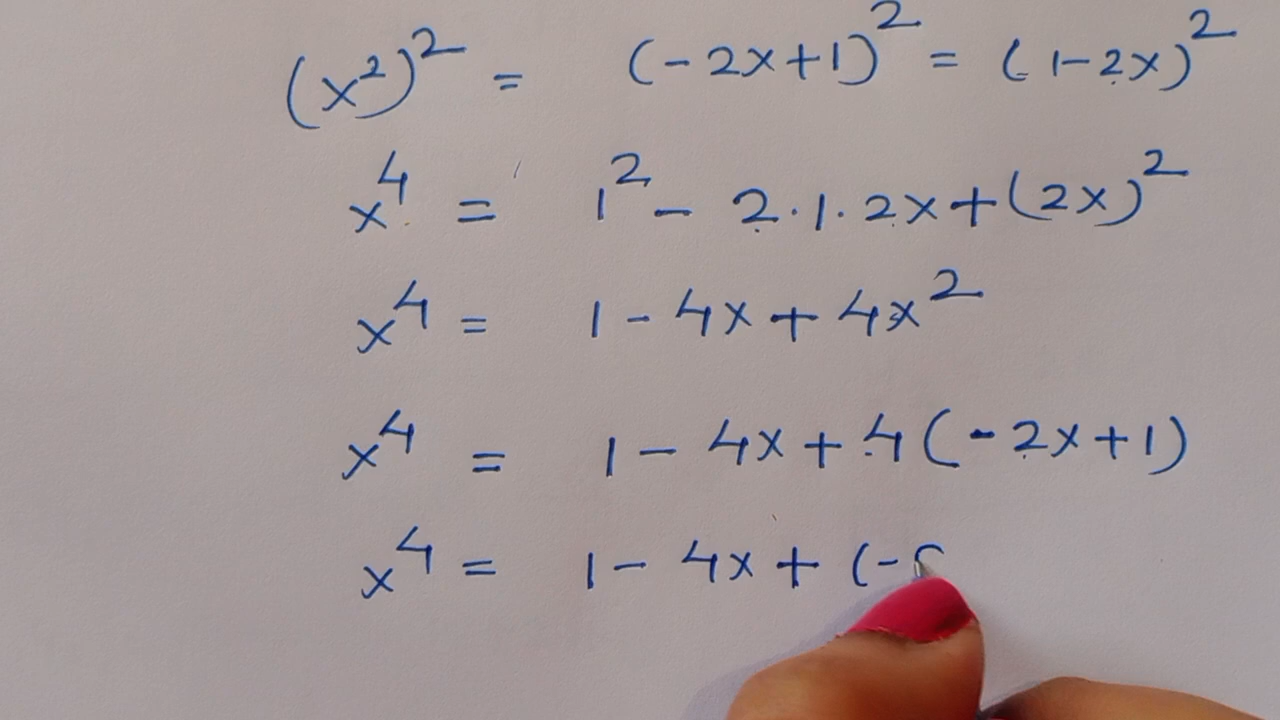 (x²)² = (-2x+1)² = (1-2x)²
x⁴ = 1² - 2·1·2x+(2x)²
x⁴ = 1 - 4x + 4x²
x⁴ = 1 - 4x + 4(-2x+1)
x⁴ = 1 - 4x + (-